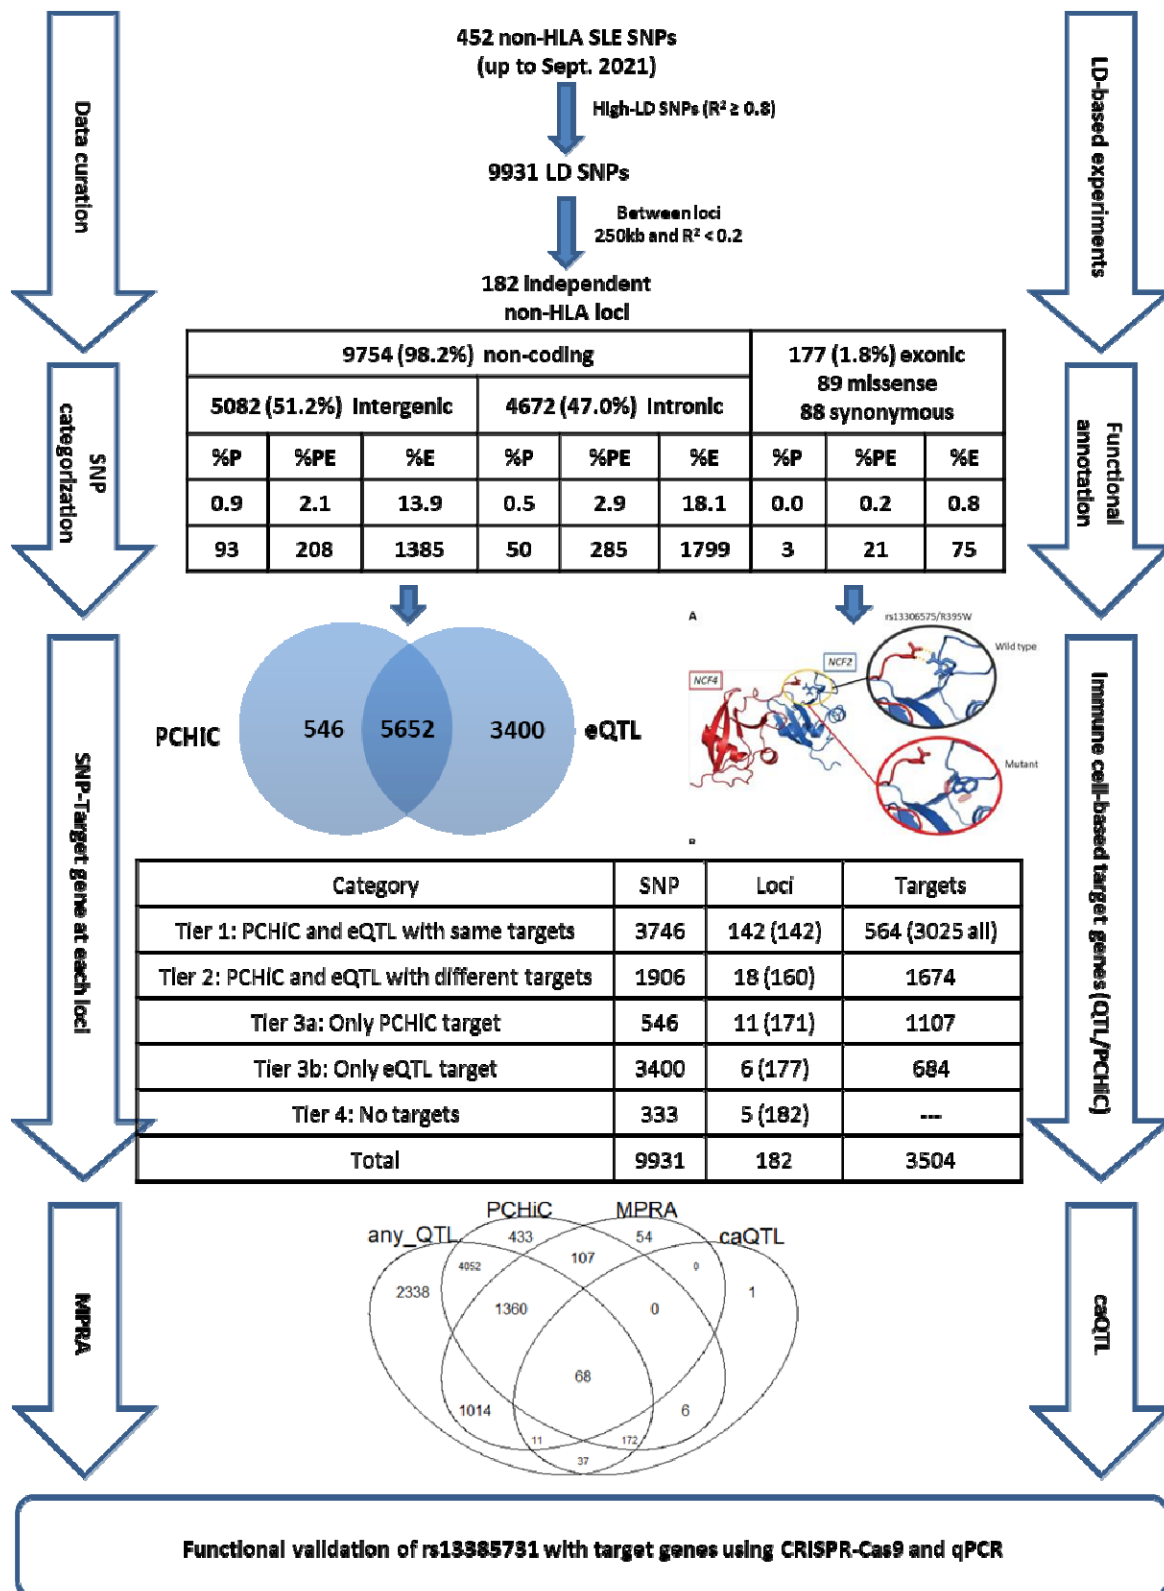 452 non-HLA SLE SNPs
(up to Sept. 2021)
High-LD SNPs (R² ≥ 0.8)
9931 LD SNPs
Between loci
250kb and R² < 0.2
182 Independent
non-HLA loci
Data curation
LD-based experiments
9754 (98.2%) non-coding
177 (1.8%) exonic
89 missense
88 synonymous
5082 (51.2%) Intergenic
4672 (47.0%) Intronic
%P %PE %E %P %PE %E %P %PE %E
0.9 2.1 13.9 0.5 2.9 18.1 0.0 0.2 0.8
93 208 1385 50 285 1799 3 21 75
SNP
categorization
Functional
annotation
PCHiC
546
5652
3400
eQTL
A
rs13306575/R395W
Wild type
NCF2
NCF4
Mutant
B
SNP-Target gene at each loci
Immune cell-based target genes (QTL/PCHiC)
Category SNP Loci Targets
Tier 1: PCHiC and eQTL with same targets 3746 142 (142) 564 (3025 all)
Tier 2: PCHiC and eQTL with different targets 1906 18 (160) 1674
Tier 3a: Only PCHiC target 546 11 (171) 1107
Tier 3b: Only eQTL target 3400 6 (177) 684
Tier 4: No targets 333 5 (182) ---
Total 9931 182 3504
MPRA
caQTL
any_QTL
PCHiC
MPRA
caQTL
433
54
4052
107
0
2338
1360
0
1
68
1014
6
11
172
37
Functional validation of rs13385731 with target genes using CRISPR-Cas9 and qPCR